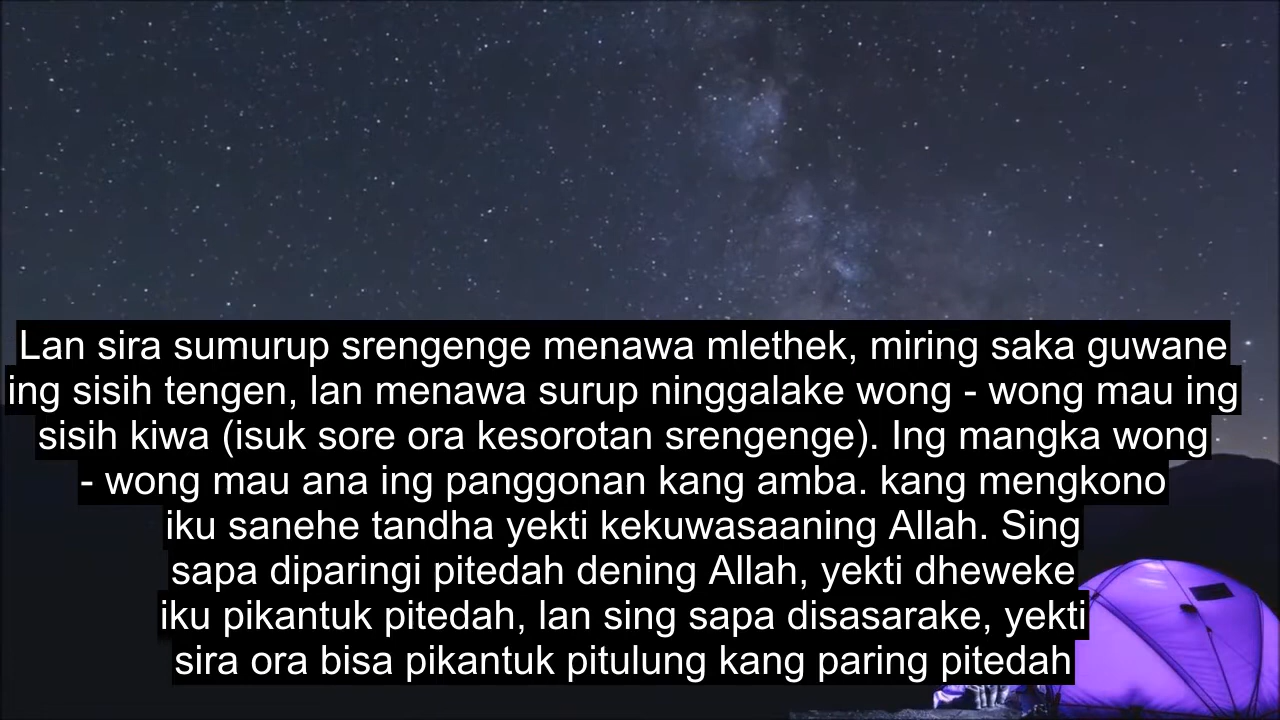 Lan sira sumurup srengenge menawa mlethek, miring saka guwane
ing sisih tengen, lan menawa surup ninggalake wong - wong mau ing
sisih kiwa (isuk sore ora kesorotan srengenge). Ing mangka wong
- wong mau ana ing panggonan kang amba. kang mengkono
iku sanehe tandha yekti kekuwasaaning Allah. Sing
sapa diparingi pitedah dening Allah, yekti dheweke
iku pikantuk pitedah, lan sing sapa disasarake, yekti
sira ora bisa pikantuk pitulung kang paring pitedah